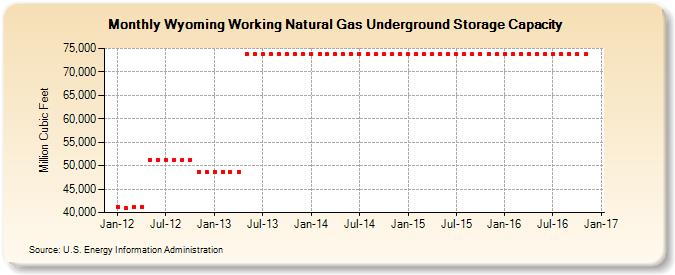 Monthly Wyoming Working Natural Gas Underground Storage Capacity
Million Cubic Feet
75,000
70,000
65,000
60,000
55,000
50,000
45,000
40,000
Jan-12 Jul-12 Jan-13 Jul-13 Jan-14 Jul-14 Jan-15 Jul-15 Jan-16 Jul-16 Jan-17
Source: U.S. Energy Information Administration